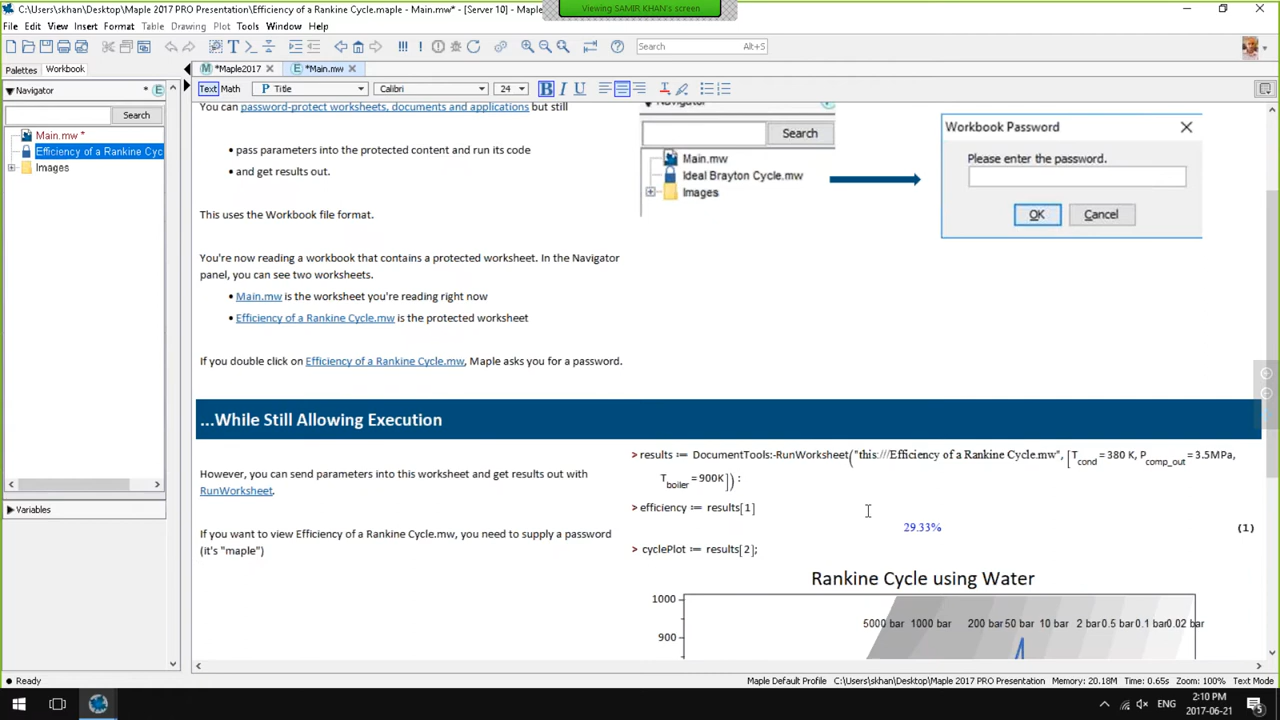 C:\Users\skhan\Desktop\Maple 2017 PRO Presentation\Efficiency of a Rankine Cycle.maple - Main.mw* - [Server 10] - Maple
Viewing SAMIR KHAN's screen
File Edit View Insert Format Table Drawing Plot Tools Window Help
Search Alt+S
Palettes Workbook
*Maple2017
*Main.mw
Navigator
Text Math
Title
Calibri
24
Search
Main.mw *
Efficiency of a Rankine Cyc
Images
Variables
You can password-protect worksheets, documents and applications but still
pass parameters into the protected content and run its code
and get results out.
This uses the Workbook file format.
You're now reading a workbook that contains a protected worksheet. In the Navigator
panel, you can see two worksheets.
Main.mw is the worksheet you're reading right now
Efficiency of a Rankine Cycle.mw is the protected worksheet
If you double click on Efficiency of a Rankine Cycle.mw, Maple asks you for a password.
Navigator
Search
Main.mw
Ideal Brayton Cycle.mw
Images
Workbook Password
Please enter the password.
OK Cancel
...While Still Allowing Execution
However, you can send parameters into this worksheet and get results out with
RunWorksheet.
If you want to view Efficiency of a Rankine Cycle.mw, you need to supply a password
(it's "maple")
> results := DocumentTools:-RunWorksheet("this:///Efficiency of a Rankine Cycle.mw", [T_cond = 380 K, P_comp_out = 3.5MPa,
T_boiler = 900K]) :
> efficiency := results[1]
29.33% (1)
> cyclePlot := results[2];
Rankine Cycle using Water
1000
5000 bar 1000 bar 200 bar 50 bar 10 bar 2 bar 0.5 bar 0.1 bar 0.02 bar
900
Ready
Maple Default Profile C:\Users\skhan\Desktop\Maple 2017 PRO Presentation Memory: 20.18M Time: 0.65s Zoom: 100% Text Mode
ENG
2:10 PM
2017-06-21
5